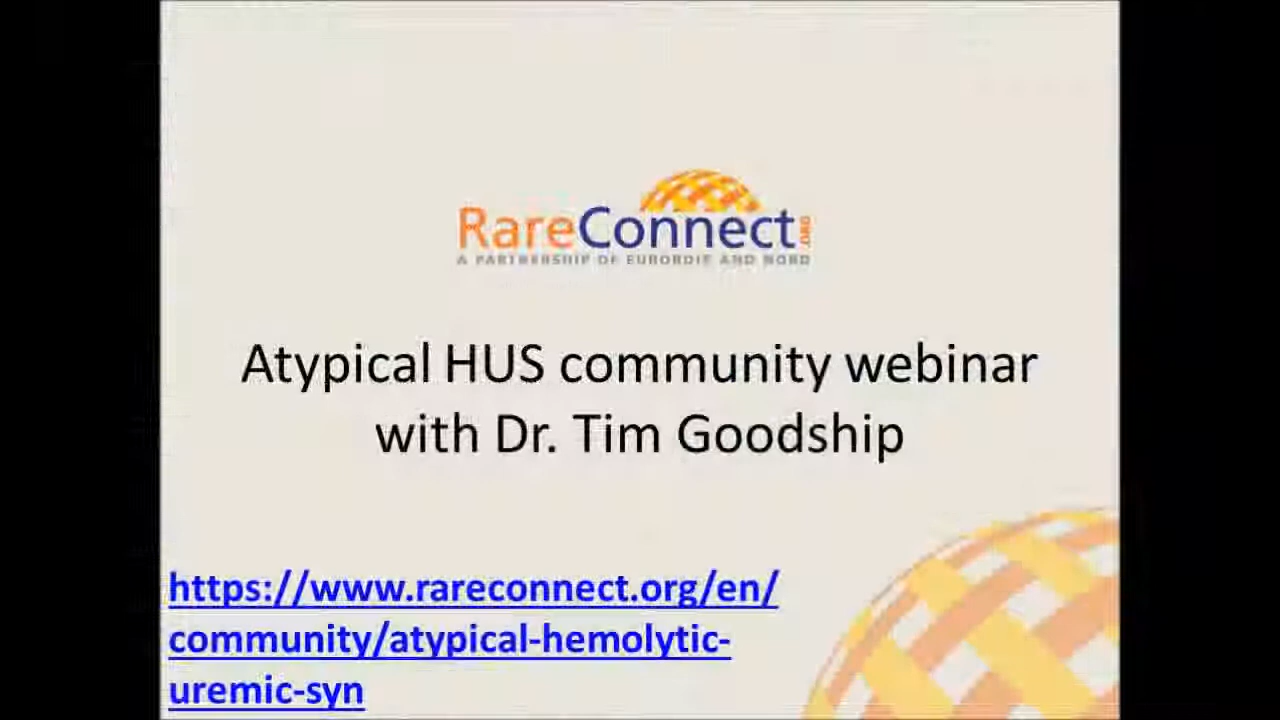 RareConnect.ORG
A PARTNERSHIP OF EURORDIS AND NORD
Atypical HUS community webinar
with Dr. Tim Goodship
https://www.rareconnect.org/en/
community/atypical-hemolytic-
uremic-syn